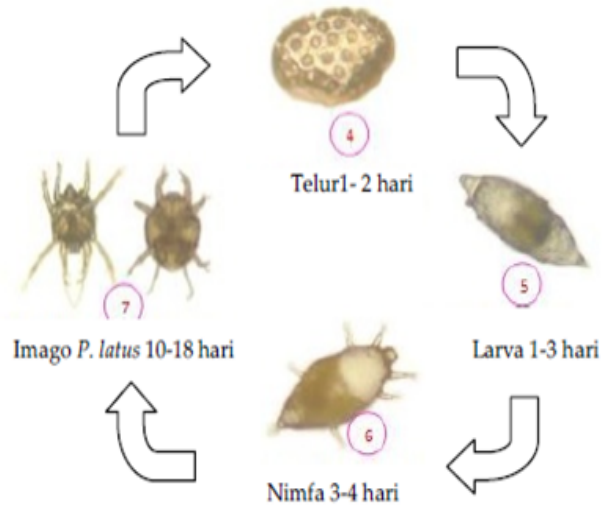 4
Telur1- 2 hari
5
Larva 1-3 hari
6
Nimfa 3-4 hari
7
Imago P. latus 10-18 hari